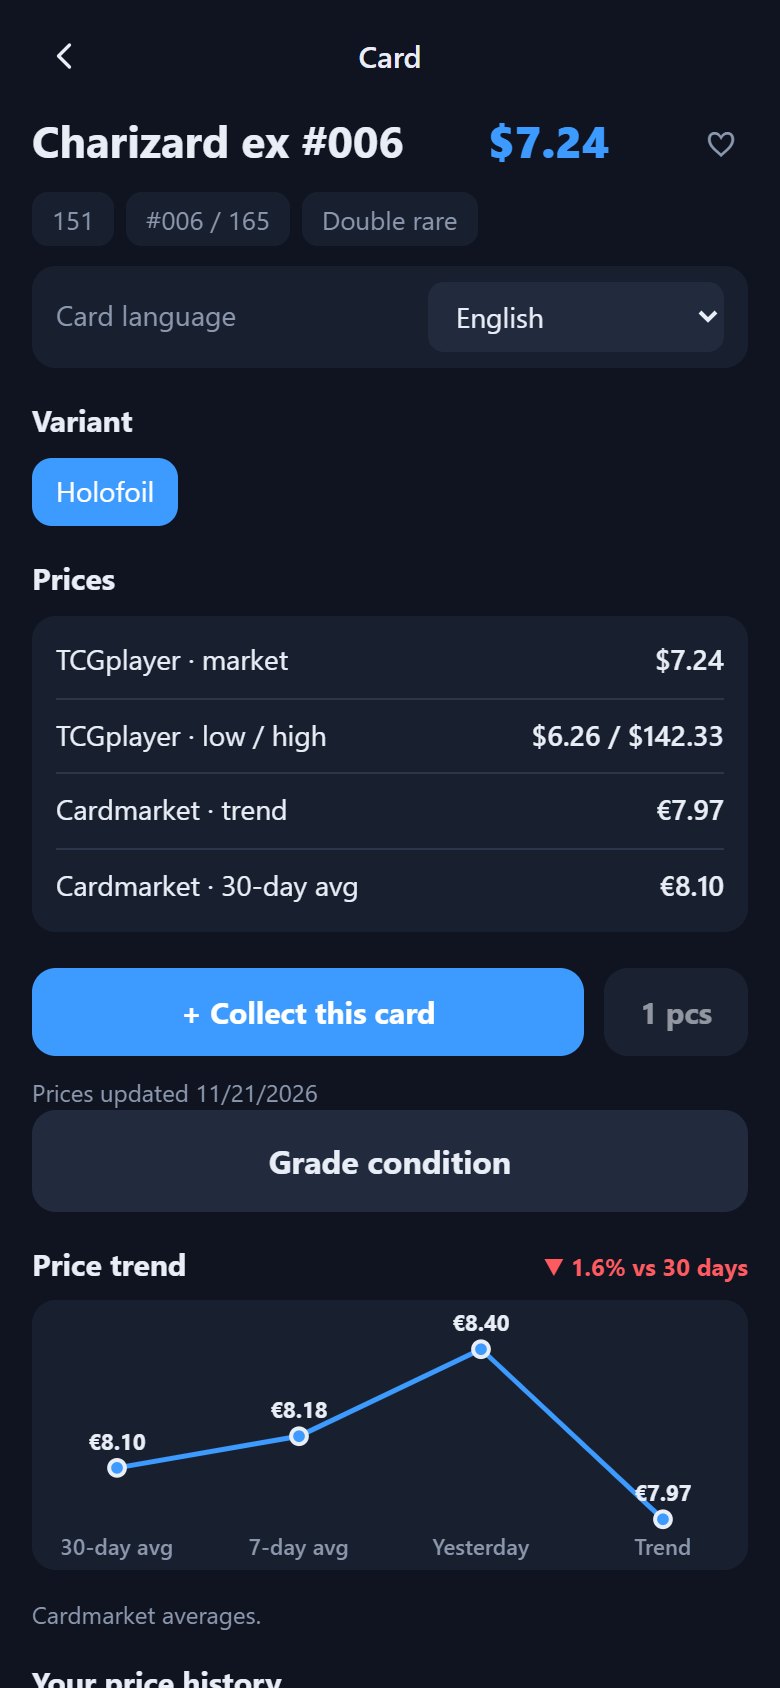 Card
Charizard ex #006 $7.24
151 #006 / 165 Double rare
Card language English
Variant
Holofoil
Prices
TCGplayer · market $7.24
TCGplayer · low / high $6.26 / $142.33
Cardmarket · trend €7.97
Cardmarket · 30-day avg €8.10
+ Collect this card 1 pcs
Prices updated 11/21/2026
Grade condition
Price trend ▼ 1.6% vs 30 days
€8.40
€8.18
€8.10
€7.97
30-day avg 7-day avg Yesterday Trend
Cardmarket averages.
Your price history